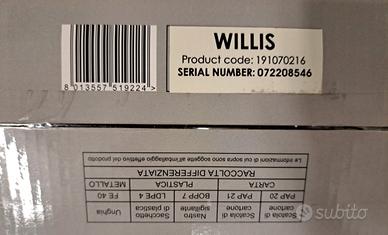 WILLIS
Product code: 191070216
SERIAL NUMBER: 072208546
8 013557 519224 >
Scatola di cartone | Scatola di cartone | Nastro sigillante | Sacchetto di plastica | Unghia
PAP 20 | PAP 21 | BOPP 7 | LDPE 4 | FE 40
CARTA | PLASTICA | METALLO
RACCOLTA DIFFERENZIATA
Le informazioni di cui sopra sono soggette all'imballaggio effettivo del prodotto
subito